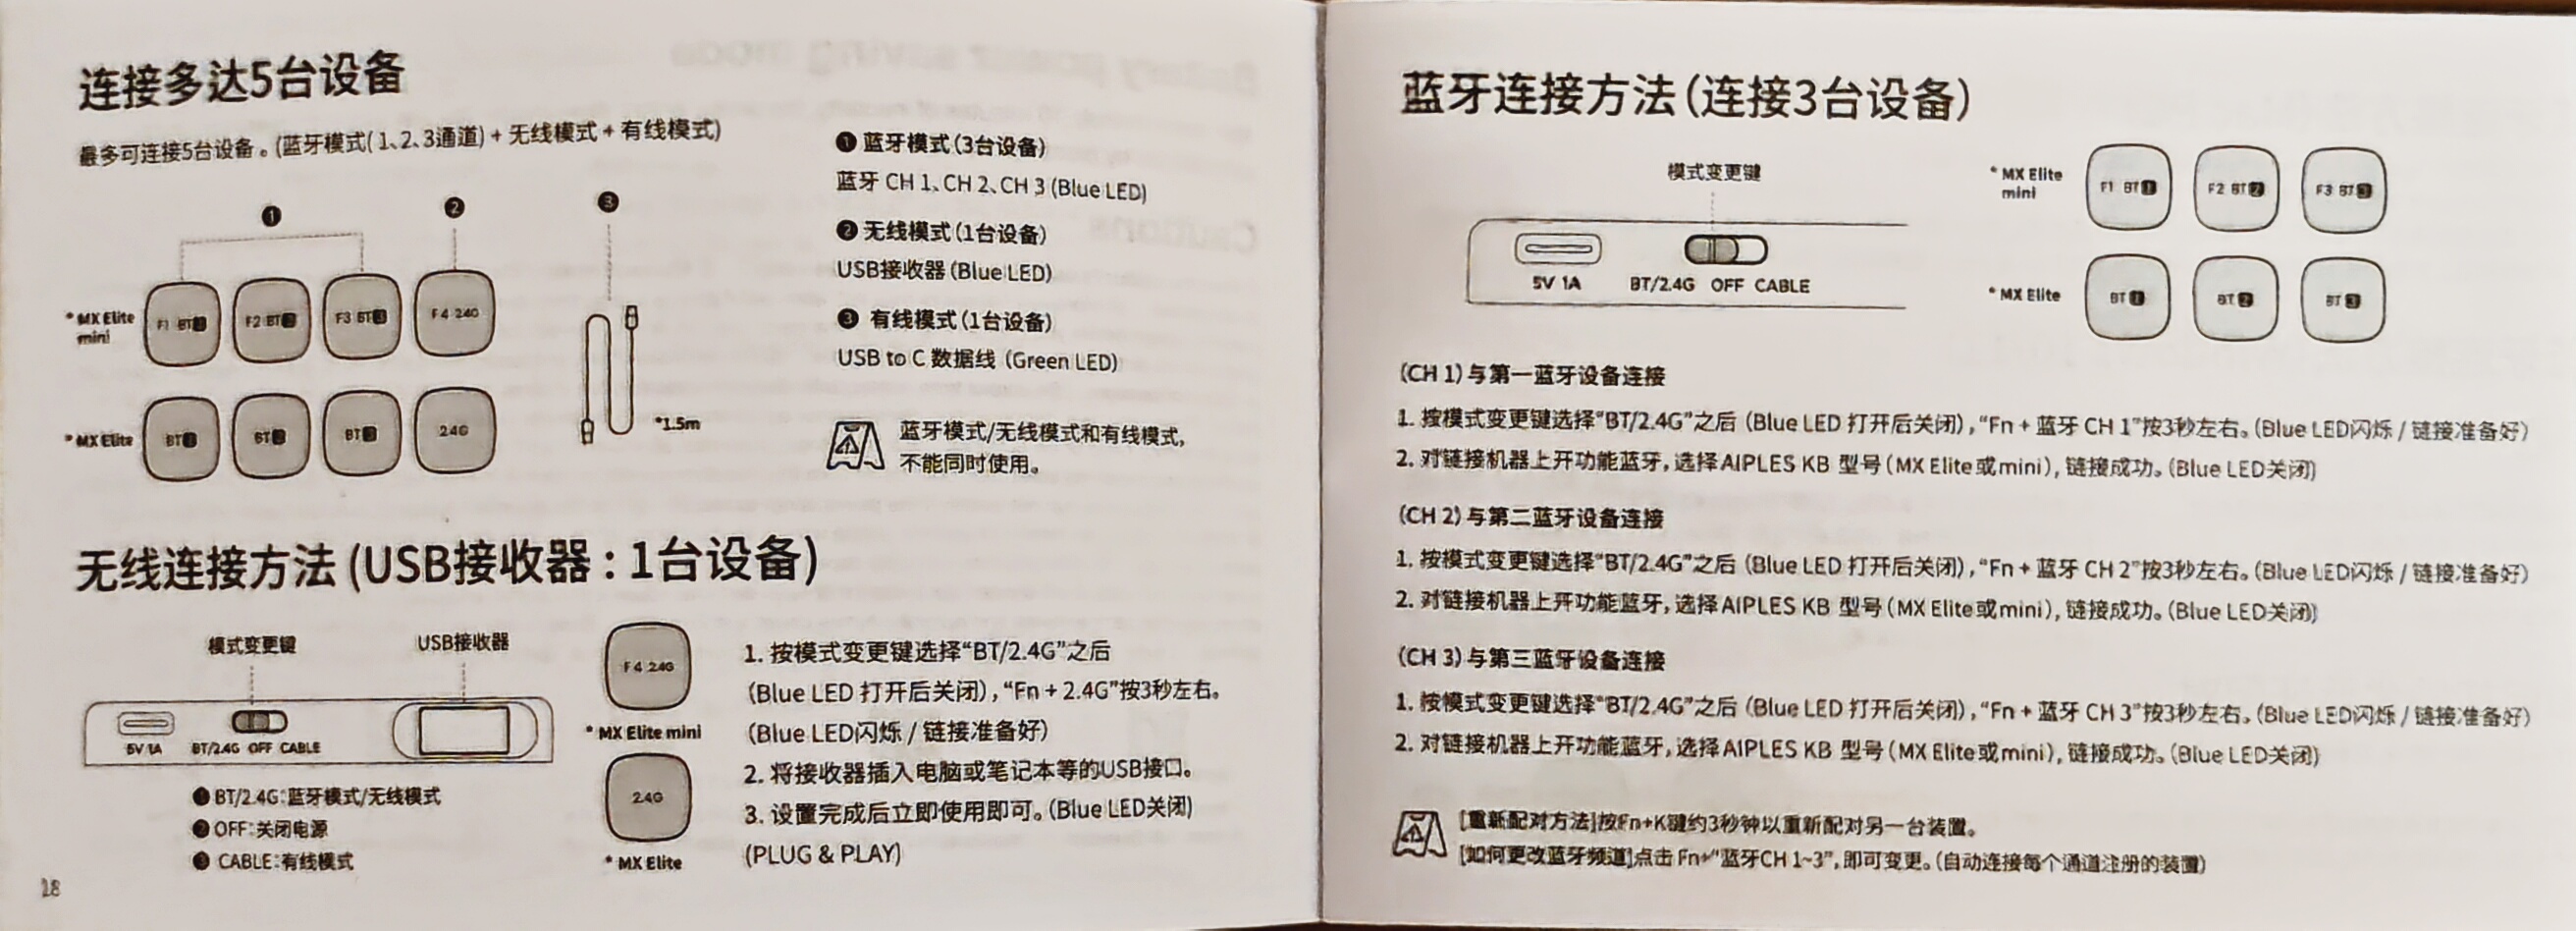 连接多达5台设备
最多可连接5台设备。(蓝牙模式(1、2、3通道) + 无线模式 + 有线模式)
❶
❷
❸
* MX Elite
mini
F1 BT1
F2 BT2
F3 BT3
F4 2.4G
* MX Elite
BT1
BT2
BT3
2.4G
*1.5m
❶ 蓝牙模式(3台设备)
蓝牙 CH 1、CH 2、CH 3 (Blue LED)
❷ 无线模式(1台设备)
USB接收器 (Blue LED)
❸ 有线模式(1台设备)
USB to C 数据线 (Green LED)
蓝牙模式/无线模式和有线模式,
不能同时使用。
无线连接方法 (USB接收器 : 1台设备)
模式变更键
USB接收器
5V 1A
BT/2.4G OFF CABLE
❶ BT/2.4G:蓝牙模式/无线模式
❷ OFF:关闭电源
❸ CABLE:有线模式
F4 2.4G
* MX Elite mini
2.4G
* MX Elite
1. 按模式变更键选择“BT/2.4G”之后
(Blue LED 打开后关闭), “Fn + 2.4G”按3秒左右。
(Blue LED闪烁 / 链接准备好)
2. 将接收器插入电脑或笔记本等的USB接口。
3. 设置完成后立即使用即可。(Blue LED关闭)
(PLUG & PLAY)
18
蓝牙连接方法(连接3台设备)
模式变更键
5V 1A
BT/2.4G OFF CABLE
* MX Elite
mini
F1 BT1
F2 BT2
F3 BT3
* MX Elite
BT1
BT2
BT3
(CH 1) 与第一蓝牙设备连接
1. 按模式变更键选择“BT/2.4G”之后 (Blue LED 打开后关闭), “Fn + 蓝牙 CH 1”按3秒左右。(Blue LED闪烁 / 链接准备好)
2. 对链接机器上开功能蓝牙, 选择AIPLES KB 型号 (MX Elite或mini), 链接成功。(Blue LED关闭)
(CH 2) 与第二蓝牙设备连接
1. 按模式变更键选择“BT/2.4G”之后 (Blue LED 打开后关闭), “Fn + 蓝牙 CH 2”按3秒左右。(Blue LED闪烁 / 链接准备好)
2. 对链接机器上开功能蓝牙, 选择AIPLES KB 型号 (MX Elite或mini), 链接成功。(Blue LED关闭)
(CH 3) 与第三蓝牙设备连接
1. 按模式变更键选择“BT/2.4G”之后 (Blue LED 打开后关闭), “Fn + 蓝牙 CH 3”按3秒左右。(Blue LED闪烁 / 链接准备好)
2. 对链接机器上开功能蓝牙, 选择AIPLES KB 型号 (MX Elite或mini), 链接成功。(Blue LED关闭)
[重新配对方法]按Fn+K键约3秒钟以重新配对另一台装置。
[如何更改蓝牙频道]点击 Fn+“蓝牙CH 1~3”, 即可变更。(自动连接每个通道注册的装置)